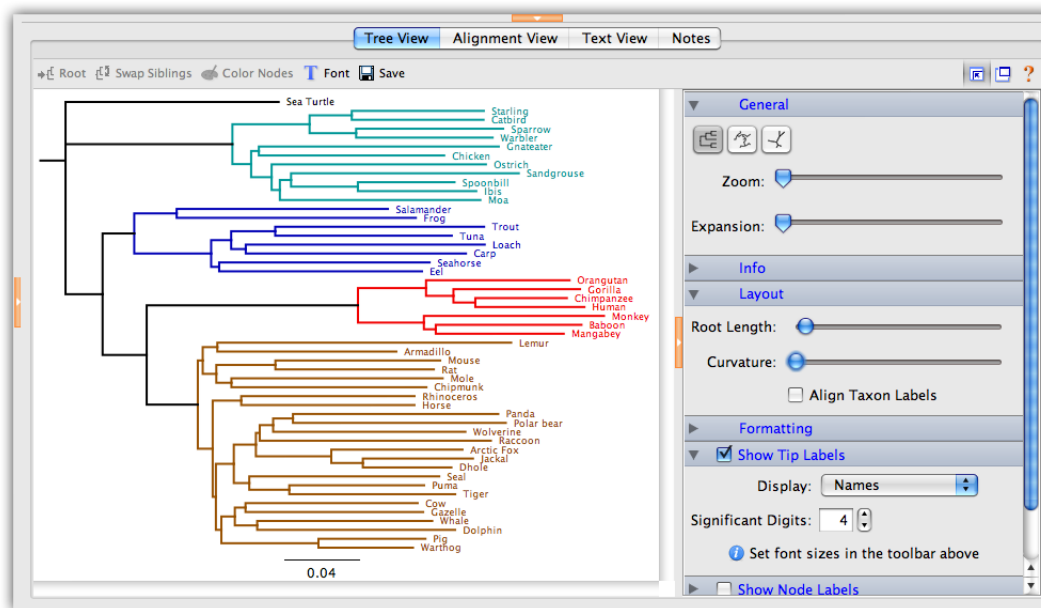 Tree View Alignment View Text View Notes
Root Swap Siblings Color Nodes T Font Save ?
Sea Turtle
Starling
Catbird
Sparrow
Warbler
Gnateater
Chicken
Ostrich
Sandgrouse
Spoonbill
Ibis
Moa
Salamander
Frog
Trout
Tuna
Loach
Carp
Seahorse
Eel
Orangutan
Gorilla
Chimpanzee
Human
Monkey
Baboon
Mangabey
Lemur
Armadillo
Mouse
Rat
Mole
Chipmunk
Rhinoceros
Horse
Panda
Polar bear
Wolverine
Raccoon
Arctic Fox
Jackal
Dhole
Seal
Puma
Tiger
Cow
Gazelle
Whale
Dolphin
Pig
Warthog
0.04
General
Zoom:
Expansion:
Info
Layout
Root Length:
Curvature:
Align Taxon Labels
Formatting
Show Tip Labels
Display: Names
Significant Digits: 4
i Set font sizes in the toolbar above
Show Node Labels